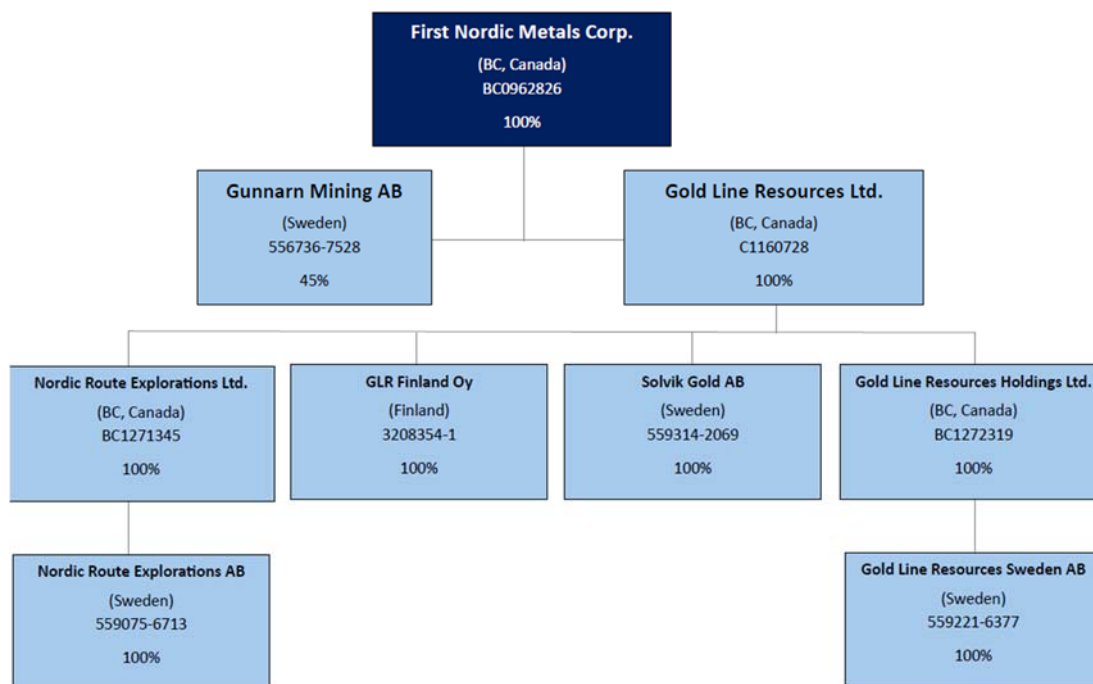 First Nordic Metals Corp.
(BC, Canada)
BC0962826
100%
Gunnarn Mining AB
(Sweden)
556736-7528
45%
Gold Line Resources Ltd.
(BC, Canada)
C1160728
100%
Nordic Route Explorations Ltd.
(BC, Canada)
BC1271345
100%
GLR Finland Oy
(Finland)
3208354-1
100%
Solvik Gold AB
(Sweden)
559314-2069
100%
Gold Line Resources Holdings Ltd.
(BC, Canada)
BC1272319
100%
Nordic Route Explorations AB
(Sweden)
559075-6713
100%
Gold Line Resources Sweden AB
(Sweden)
559221-6377
100%